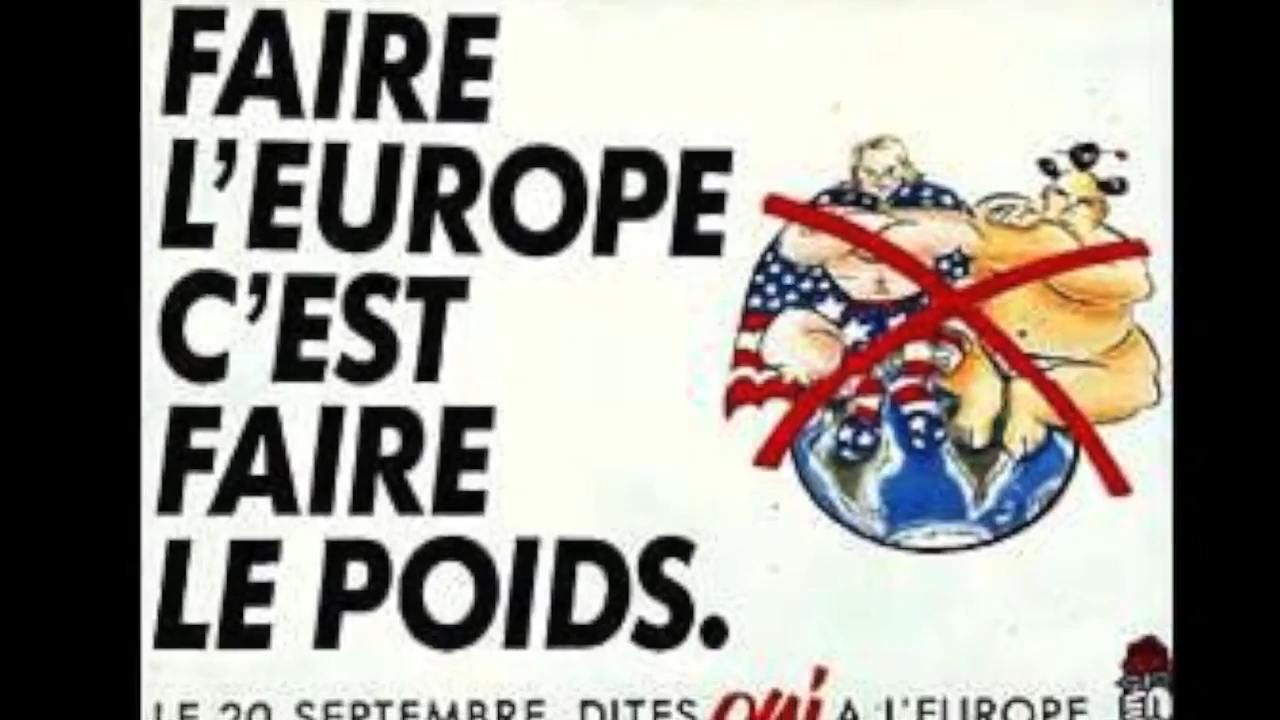 FAIRE
L'EUROPE
C'EST
FAIRE
LE POIDS.
LE 20 SEPTEMBRE, DITES oui A L'EUROPE